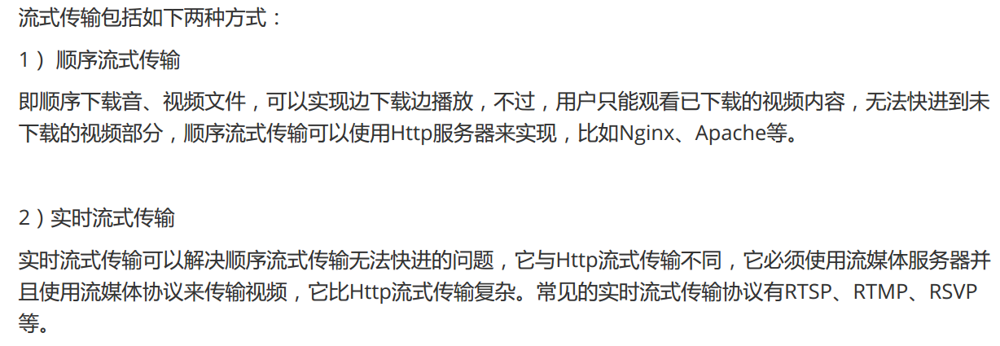 流式传输包括如下两种方式：
1） 顺序流式传输
即顺序下载音、视频文件，可以实现边下载边播放，不过，用户只能观看已下载的视频内容，无法快进到未
下载的视频部分，顺序流式传输可以使用Http服务器来实现，比如Nginx、Apache等。
2）实时流式传输
实时流式传输可以解决顺序流式传输无法快进的问题，它与Http流式传输不同，它必须使用流媒体服务器并
且使用流媒体协议来传输视频，它比Http流式传输复杂。常见的实时流式传输协议有RTSP、RTMP、RSVP
等。